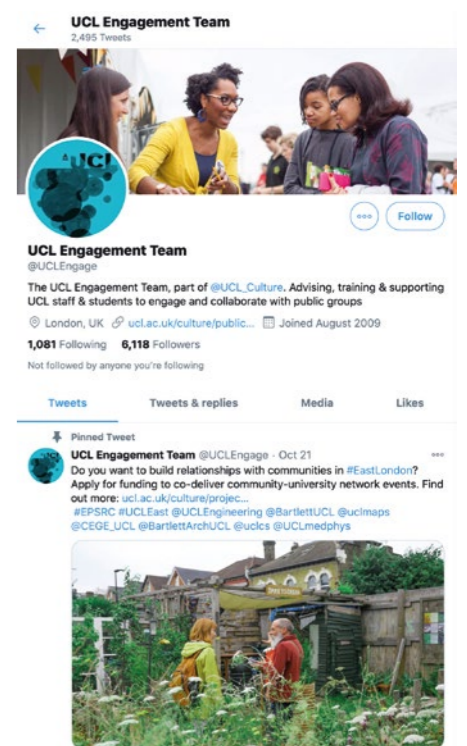 UCL Engagement Team
2,495 Tweets
UCL
Follow
UCL Engagement Team
@UCLEngage
The UCL Engagement Team, part of @UCL_Culture. Advising, training & supporting
UCL staff & students to engage and collaborate with public groups
London, UK ucl.ac.uk/culture/public... Joined August 2009
1,081 Following 6,118 Followers
Not followed by anyone you're following
Tweets Tweets & replies Media Likes
Pinned Tweet
UCL Engagement Team @UCLEngage · Oct 21
Do you want to build relationships with communities in #EastLondon?
Apply for funding to co-deliver community-university network events. Find
out more: ucl.ac.uk/culture/projec...
#EPSRC #UCLEast @UCLEngineering @BartlettUCL @uclmaps
@CEGE_UCL @BartlettArchUCL @uclcs @UCLmedphys